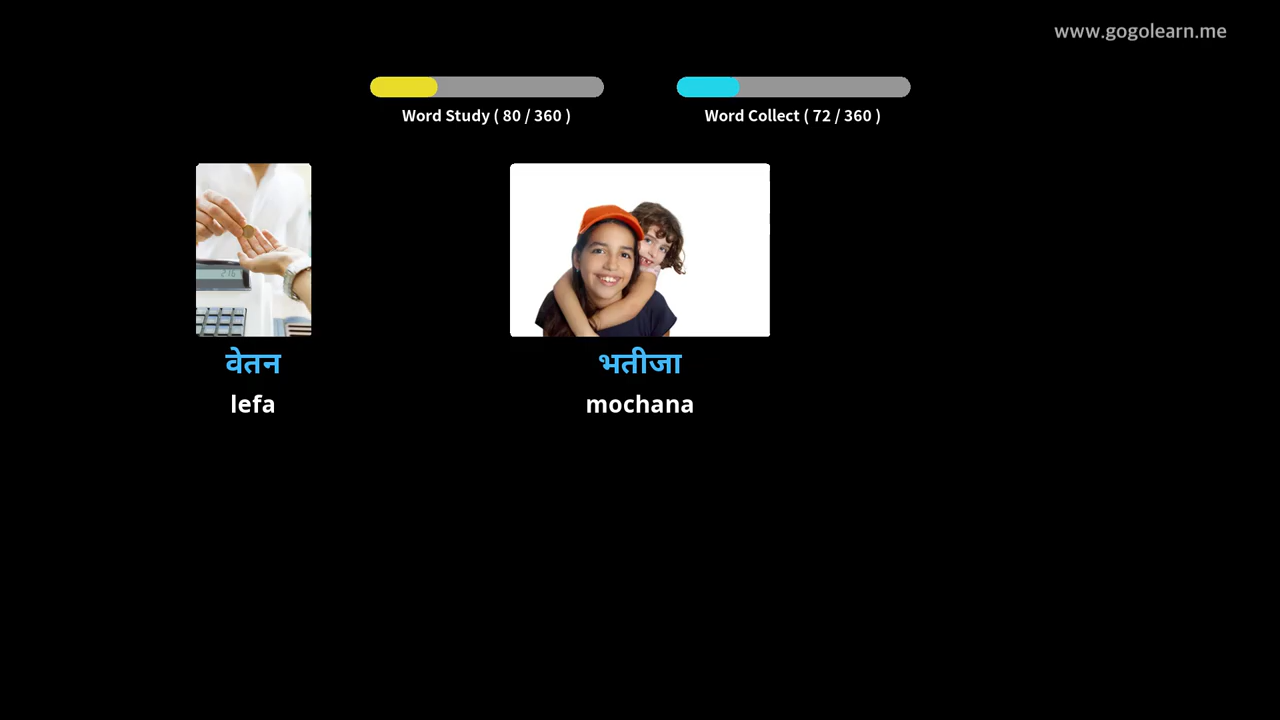 www.gogolearn.me
Word Study ( 80 / 360 )
Word Collect ( 72 / 360 )
वेतन
lefa
भतीजा
mochana